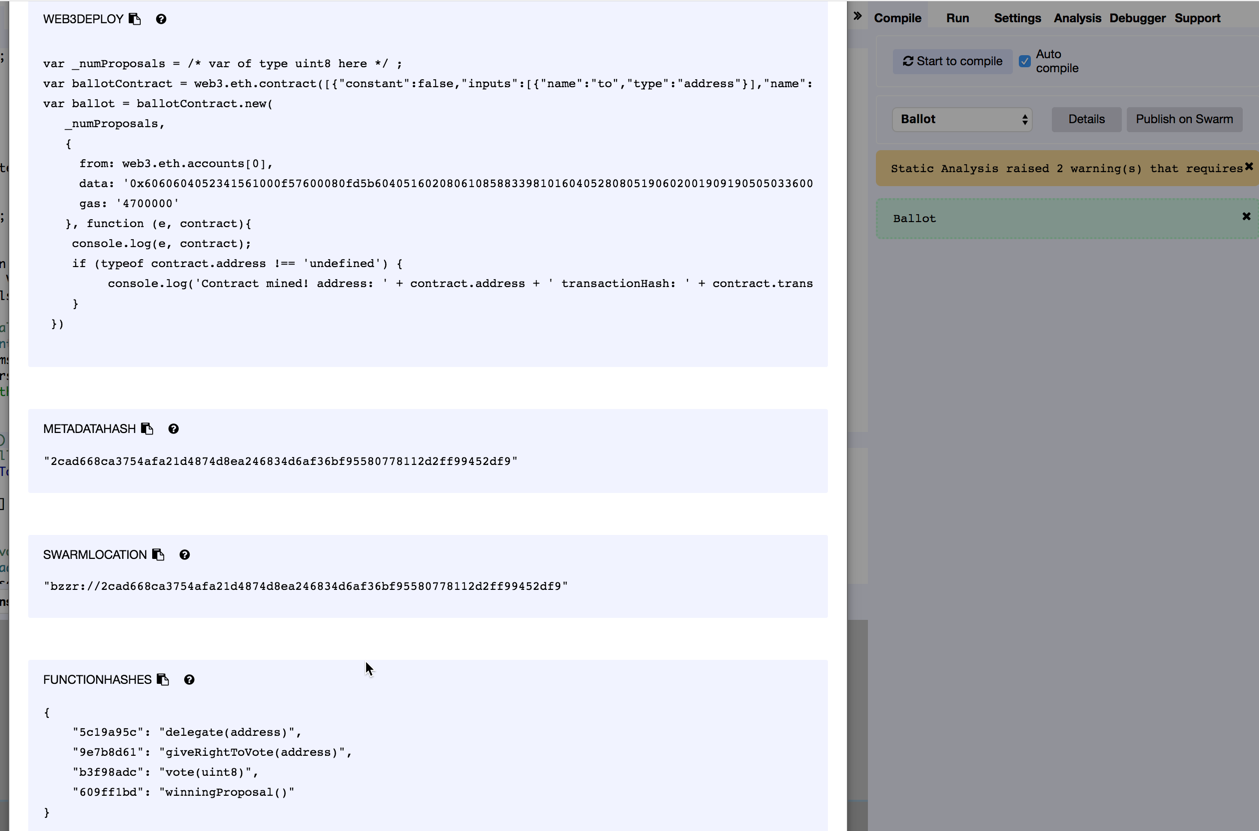 WEB3DEPLOY
var _numProposals = /* var of type uint8 here */ ;
var ballotContract = web3.eth.contract([{"constant":false,"inputs":[{"name":"to","type":"address"}],"name":
var ballot = ballotContract.new(
_numProposals,
{
from: web3.eth.accounts[0],
data: '0x6060604052341561000f57600080fd5b604051602080610858833981016040528080519060200190919050503600
gas: '4700000'
}, function (e, contract){
console.log(e, contract);
if (typeof contract.address !== 'undefined') {
console.log('Contract mined! address: ' + contract.address + ' transactionHash: ' + contract.trans
}
})
METADATAHASH
"2cad668ca3754afa21d4874d8ea246834d6af36bf95580778112d2ff99452df9"
SWARMLOCATION
"bzzr://2cad668ca3754afa21d4874d8ea246834d6af36bf95580778112d2ff99452df9"
FUNCTIONHASHES
{
"5c19a95c": "delegate(address)",
"9e7b8d61": "giveRightToVote(address)",
"b3f98adc": "vote(uint8)",
"609ff1bd": "winningProposal()"
}
Compile Run Settings Analysis Debugger Support
Start to compile Auto compile
Ballot Details Publish on Swarm
Static Analysis raised 2 warning(s) that requires
Ballot